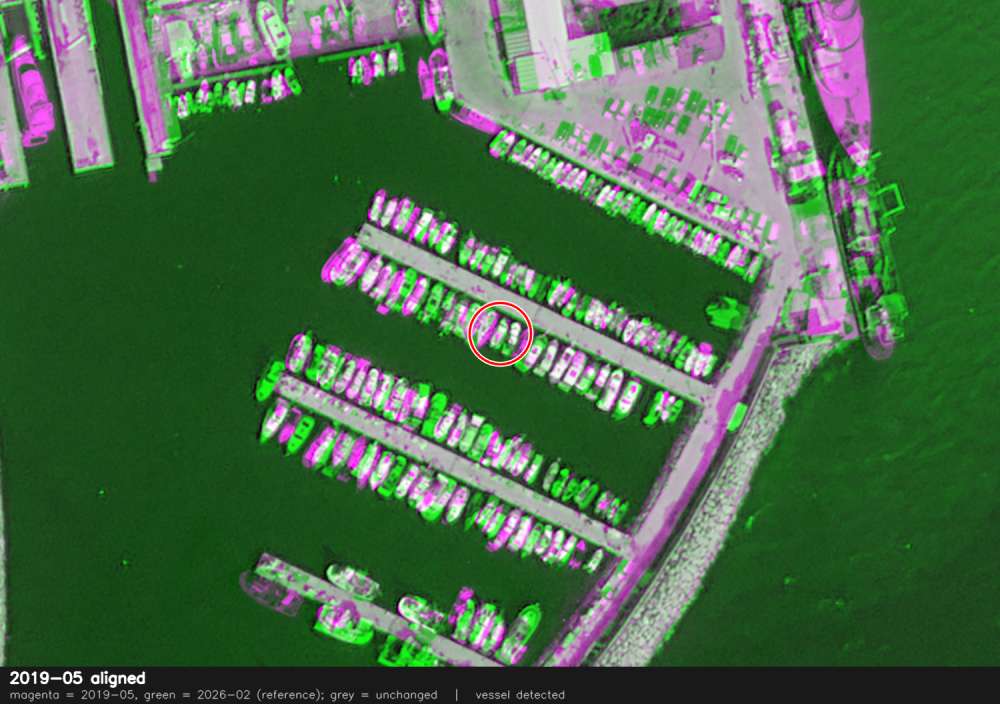 2019-05 aligned
magenta = 2019-05, green = 2026-02 (reference); grey = unchanged | vessel detected